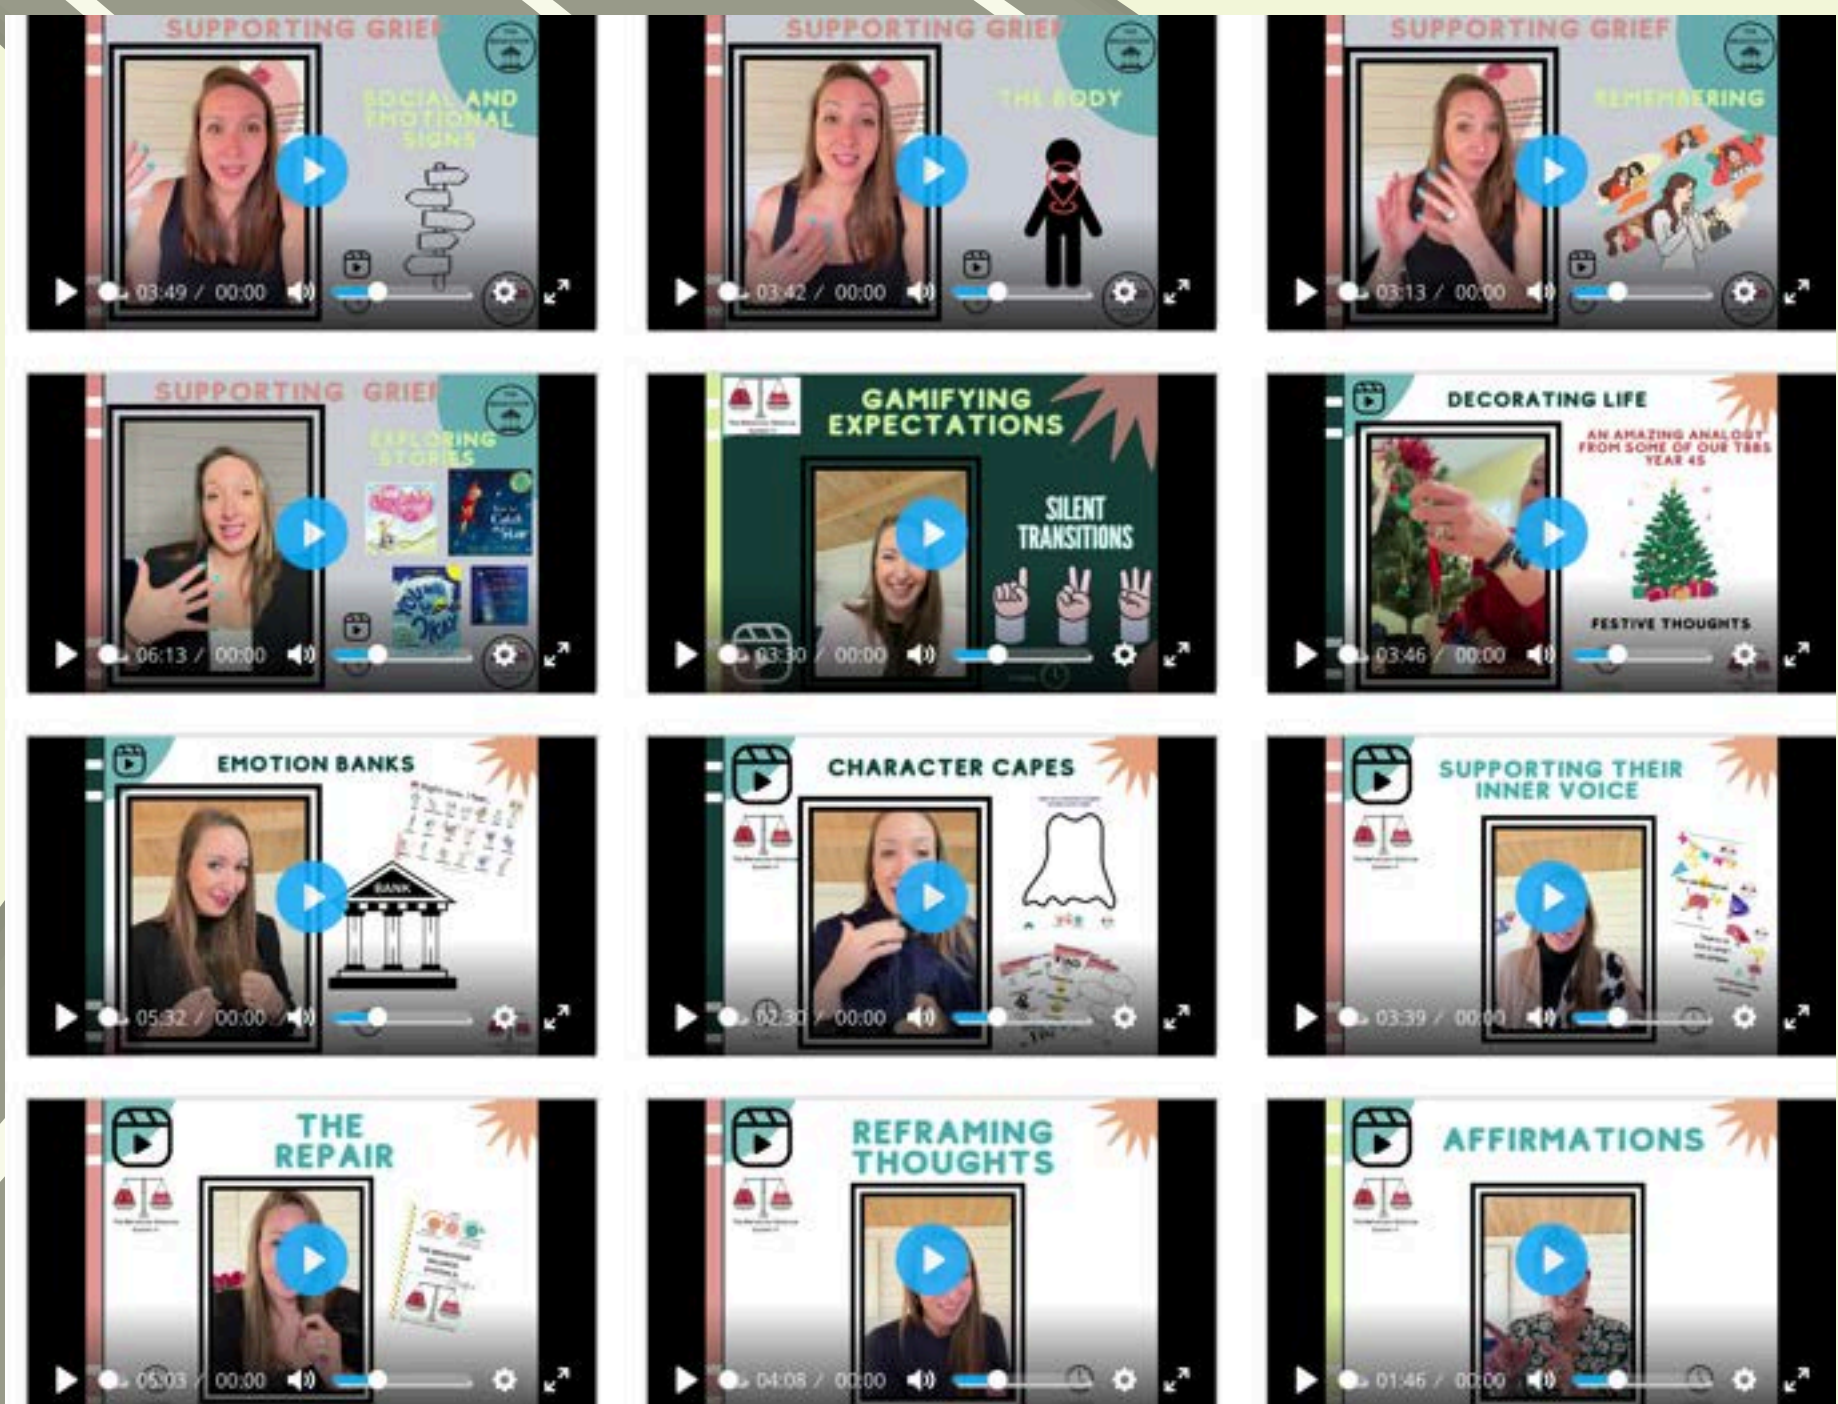 SUPPORTING GRIEF
SOCIAL AND
EMOTIONAL
SIGNS
03:49 / 00:00
SUPPORTING GRIEF
THE BODY
03:42 / 00:00
SUPPORTING GRIEF
REMEMBERING
03:13 / 00:00
SUPPORTING GRIEF
EXPLORING
STORIES
06:13 / 00:00
GAMIFYING
EXPECTATIONS
SILENT
TRANSITIONS
03:30 / 00:00
DECORATING LIFE
AN AMAZING ANALOGY
FROM SOME OF OUR TBBS
YEAR 4S
FESTIVE THOUGHTS
03:46 / 00:00
EMOTION BANKS
Right now, I feel...
BANK
05:32 / 00:00
CHARACTER CAPES
02:30 / 00:00
SUPPORTING THEIR
INNER VOICE
03:39 / 00:00
THE
REPAIR
05:03 / 00:00
REFRAMING
THOUGHTS
04:08 / 00:00
AFFIRMATIONS
01:46 / 00:00